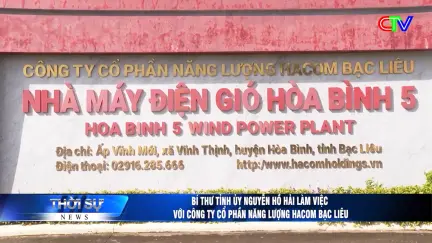 CTV
CÔNG TY CỔ PHẦN NĂNG LƯỢNG HACOM BẠC LIÊU
NHÀ MÁY ĐIỆN GIÓ HÒA BÌNH 5
HOA BINH 5 WIND POWER PLANT
Địa chỉ: Ấp Vĩnh Mới, xã Vĩnh Thịnh, huyện Hòa Bình, tỉnh Bạc Liêu
Điện thoại: 02916.285.666 http:/www.hacomholdings.vn
THỜI SỰ
NEWS
BÍ THƯ TỈNH ỦY NGUYỄN HỒ HẢI LÀM VIỆC
VỚI CÔNG TY CỔ PHẦN NĂNG LƯỢNG HACOM BẠC LIÊU